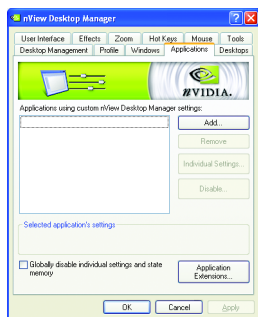 nView Desktop Manager
User Interface Effects Zoom Hot Keys Mouse Tools
Desktop Management Profile Windows Applications Desktops
NVIDIA.
Applications using custom nView Desktop Manager settings:
Add...
Remove
Individual Settings...
Disable...
Selected application's settings
Globally disable individual settings and state
memory
Application
Extensions...
OK Cancel Apply